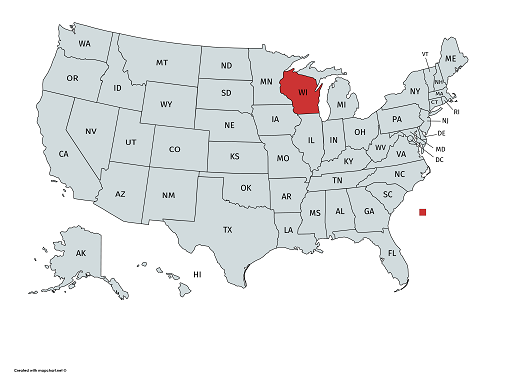 WA
MT
ND
MN
WI
MI
VT
ME
NH
OR
ID
SD
WY
NY
MA
CT
RI
NV
UT
CO
NE
IA
IL
IN
OH
PA
NJ
CA
KS
MO
KY
WV
VA
DE
MD
DC
AZ
NM
OK
AR
TN
NC
SC
TX
LA
MS
AL
GA
FL
AK
HI
Created with mapchart.net ©